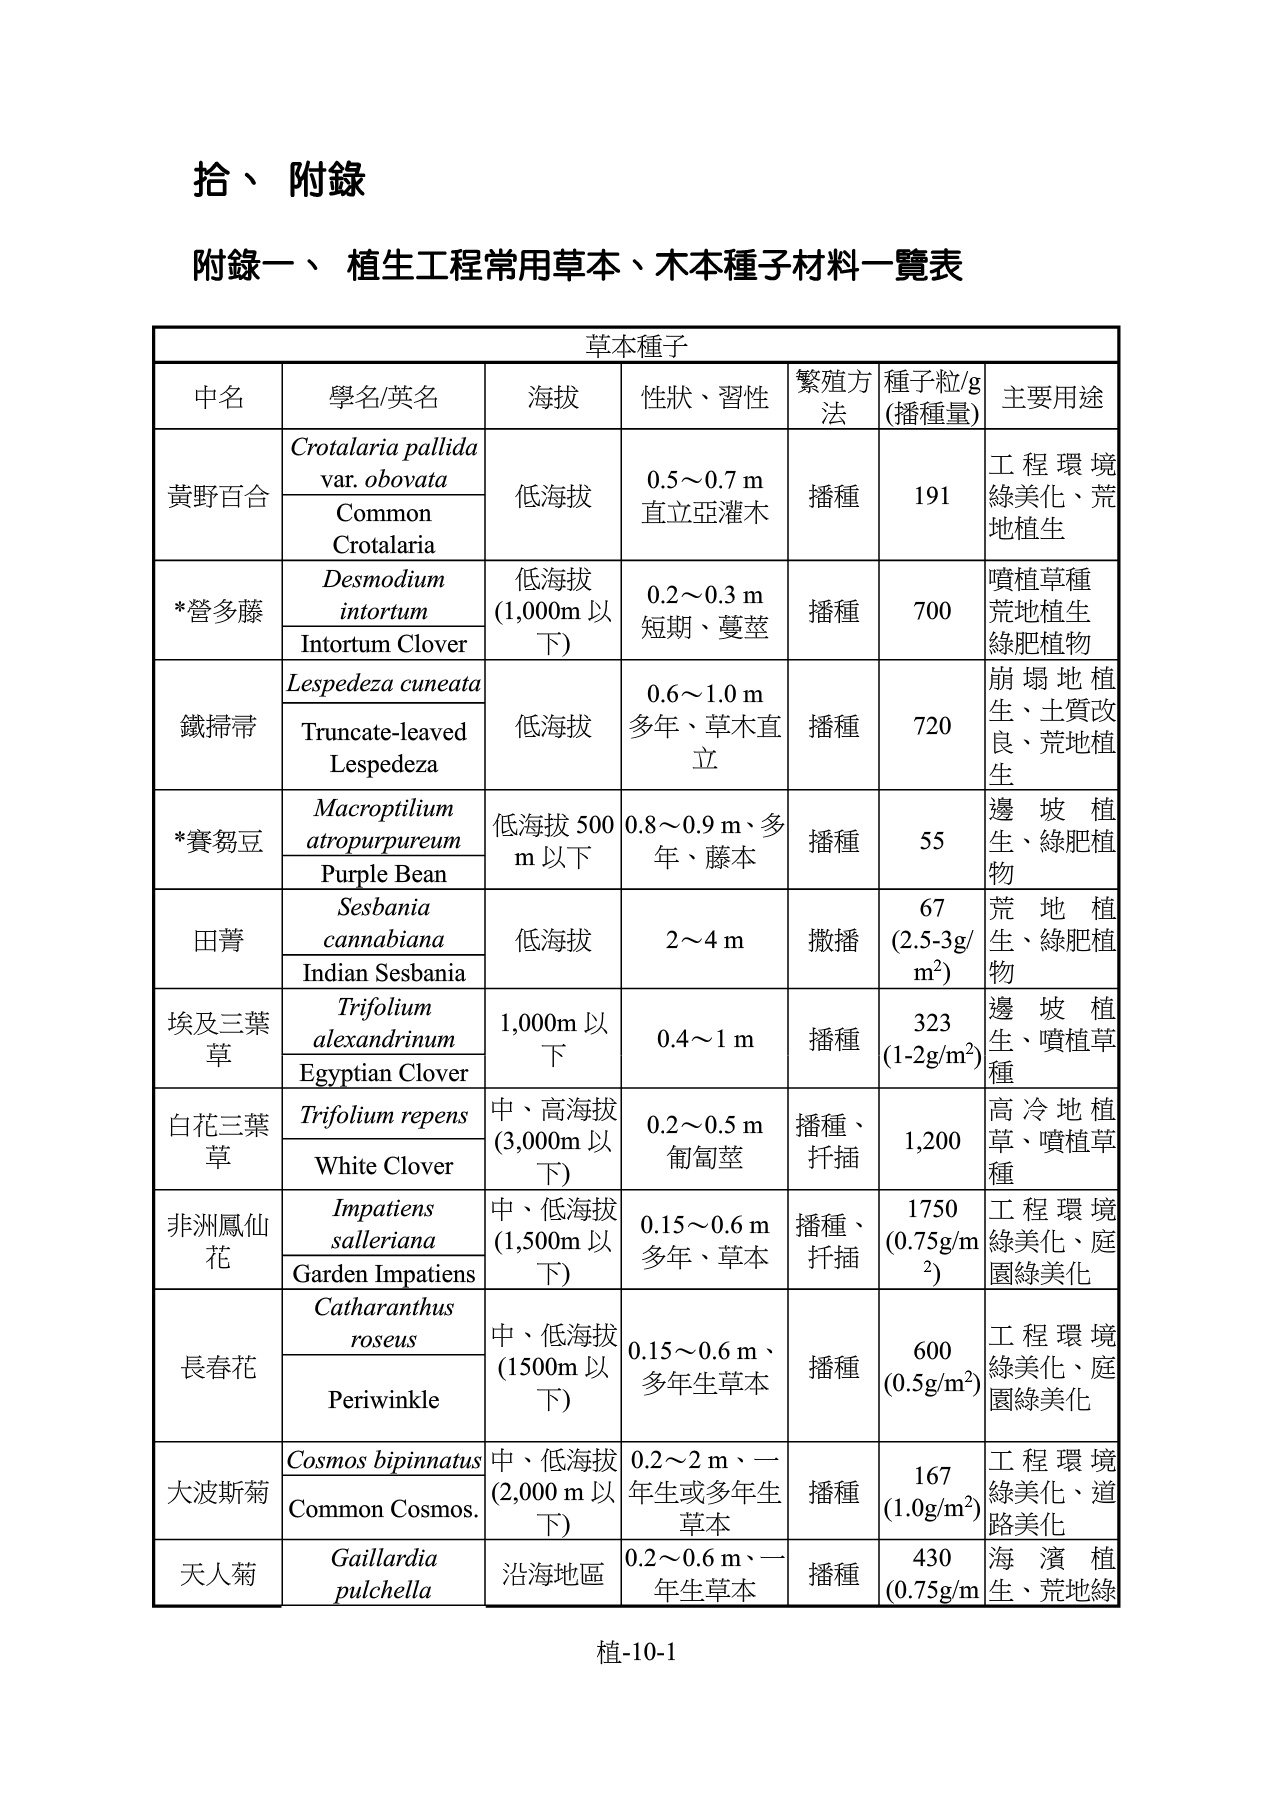 拾、 附錄
附錄一、 植生工程常用草本、木本種子材料一覽表
草本種子
中名
學名/英名
海拔
性狀、習性
繁殖方
法
種子粒/g
(播種量)
主要用途
黃野百合
Crotalaria pallida
var. obovata
Common
Crotalaria
低海拔
0.5～0.7 m
直立亞灌木
播種
191
工程環境
綠美化、荒
地植生
*營多藤
Desmodium
intortum
Intortum Clover
低海拔
(1,000m 以
下)
0.2～0.3 m
短期、蔓莖
播種
700
噴植草種
荒地植生
綠肥植物
鐵掃帚
Lespedeza cuneata
Truncate-leaved
Lespedeza
低海拔
0.6～1.0 m
多年、草木直
立
播種
720
崩塌地植
生、土質改
良、荒地植
生
*賽芻豆
Macroptilium
atropurpureum
Purple Bean
低海拔 500
m 以下
0.8～0.9 m、多
年、藤本
播種
55
邊坡植
生、綠肥植
物
田菁
Sesbania
cannabiana
Indian Sesbania
低海拔
2～4 m
撒播
67
(2.5-3g/
m²)
荒地植
生、綠肥植
物
埃及三葉
草
Trifolium
alexandrinum
Egyptian Clover
1,000m 以
下
0.4～1 m
播種
323
(1-2g/m²)
邊坡植
生、噴植草
種
白花三葉
草
Trifolium repens
White Clover
中、高海拔
(3,000m 以
下)
0.2～0.5 m
匍匐莖
播種、
扦插
1,200
高冷地植
草、噴植草
種
非洲鳳仙
花
Impatiens
salleriana
Garden Impatiens
中、低海拔
(1,500m 以
下)
0.15～0.6 m
多年、草本
播種、
扦插
1750
(0.75g/m
²)
工程環境
綠美化、庭
園綠美化
長春花
Catharanthus
roseus
Periwinkle
中、低海拔
(1500m 以
下)
0.15～0.6 m、
多年生草本
播種
600
(0.5g/m²)
工程環境
綠美化、庭
園綠美化
大波斯菊
Cosmos bipinnatus
Common Cosmos.
中、低海拔
(2,000 m 以
下)
0.2～2 m、一
年生或多年生
草本
播種
167
(1.0g/m²)
工程環境
綠美化、道
路美化
天人菊
Gaillardia
pulchella
沿海地區
0.2～0.6 m、一
年生草本
播種
430
(0.75g/m
海濱植
生、荒地綠
植-10-1